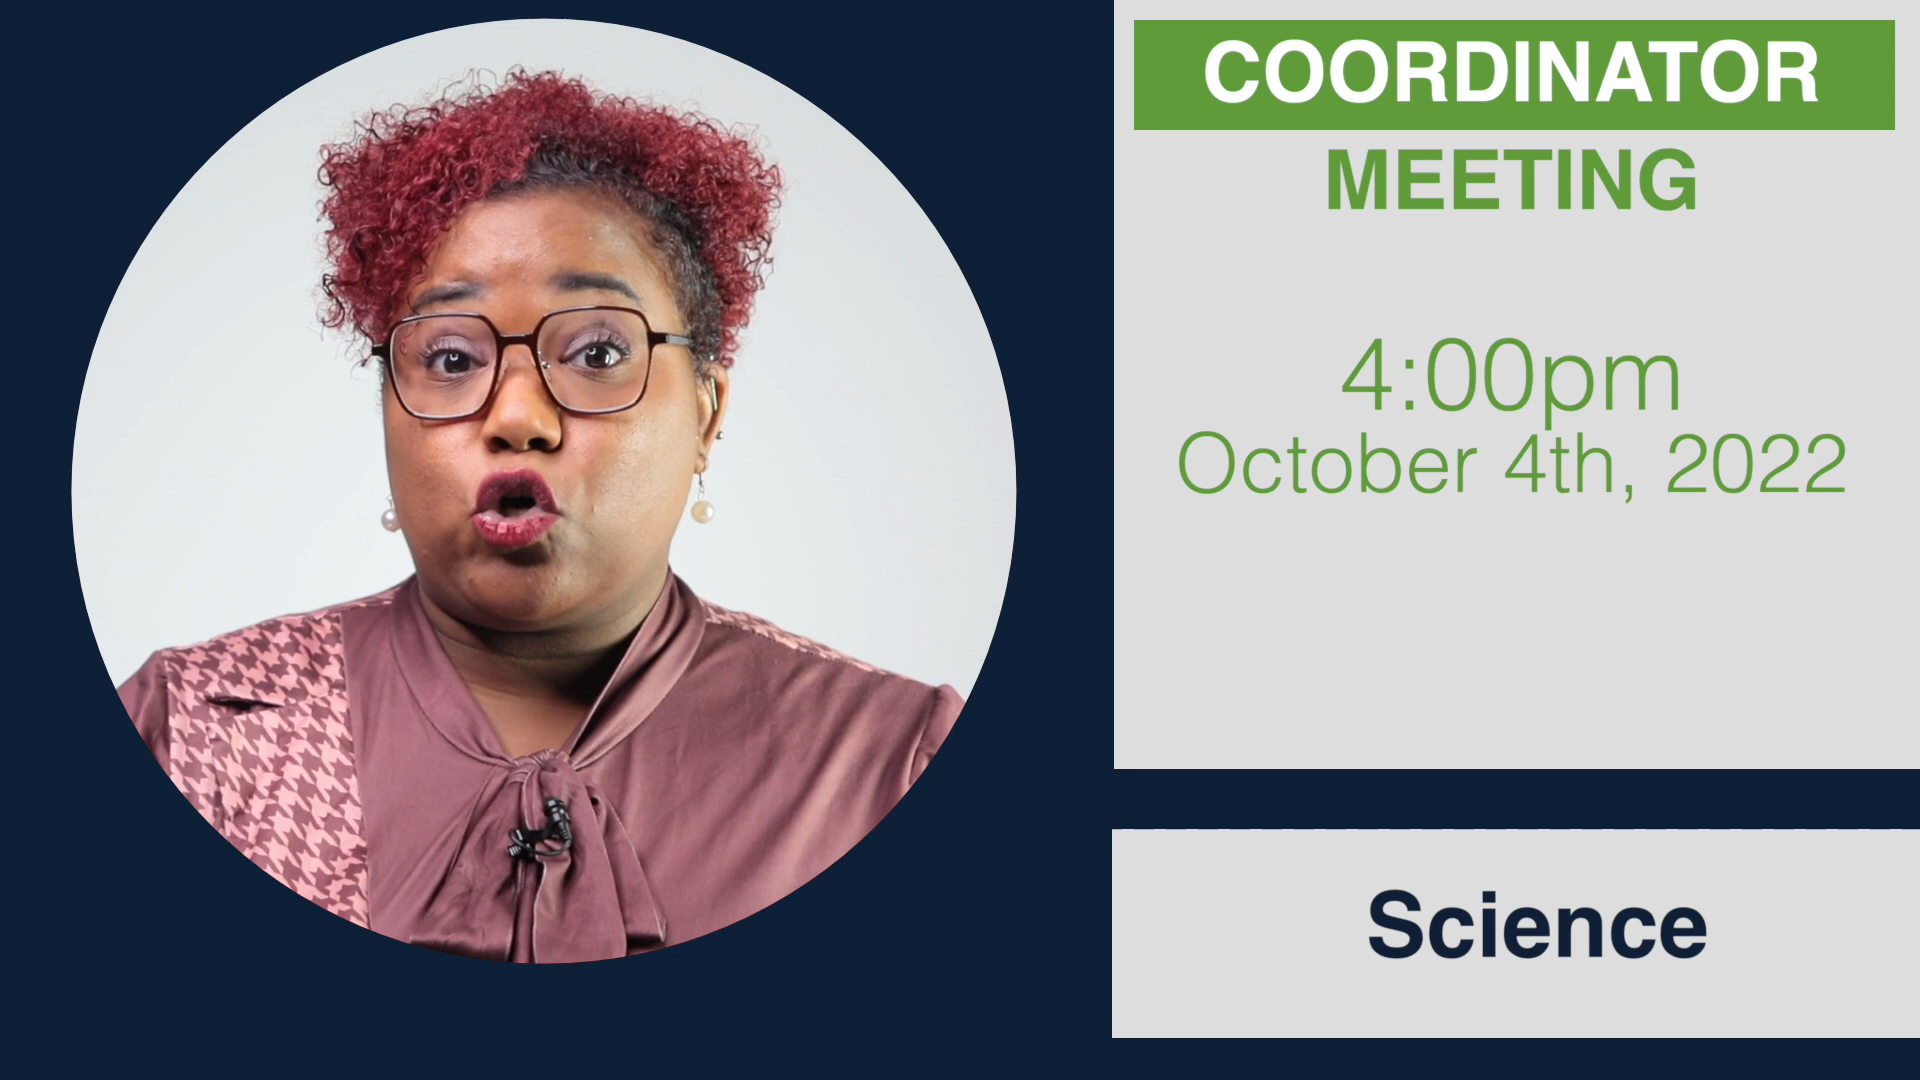 COORDINATOR
MEETING
4:00pm
October 4th, 2022
Science